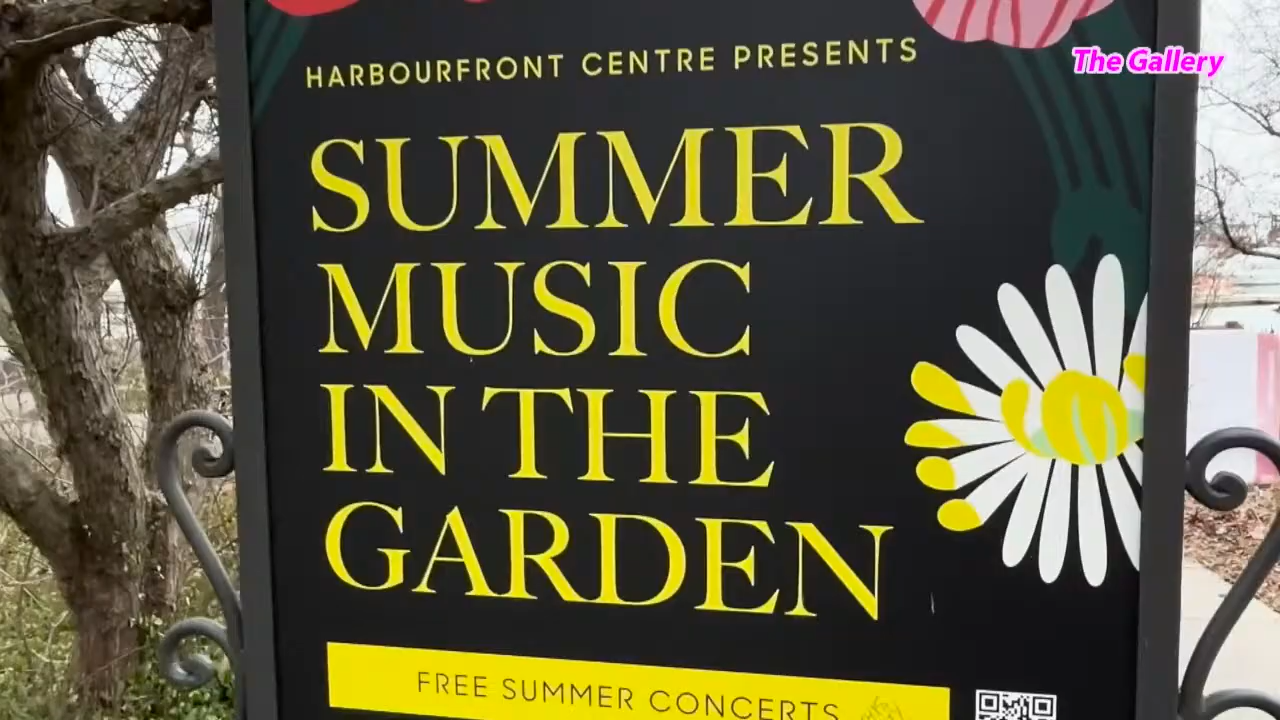 HARBOURFRONT CENTRE PRESENTS
The Gallery
SUMMER
MUSIC
IN THE
GARDEN
FREE SUMMER CONCERTS